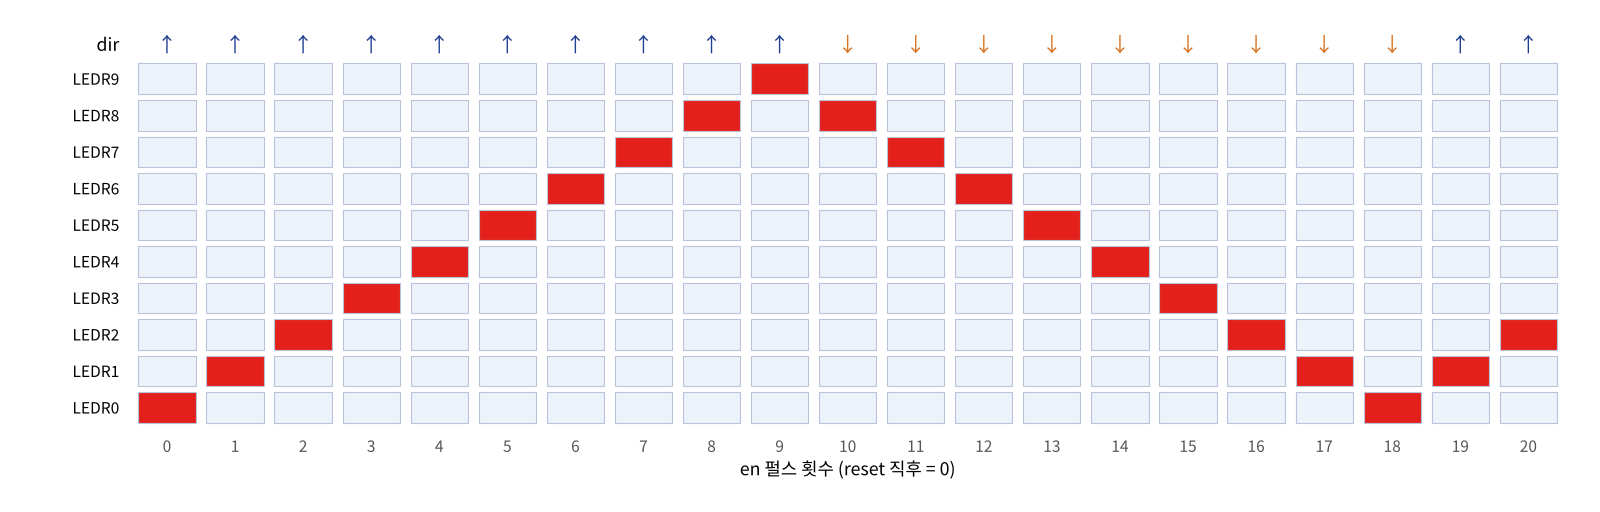 dir ↑ ↑ ↑ ↑ ↑ ↑ ↑ ↑ ↑ ↑ ↓ ↓ ↓ ↓ ↓ ↓ ↓ ↓ ↓ ↑ ↑
LEDR9
LEDR8
LEDR7
LEDR6
LEDR5
LEDR4
LEDR3
LEDR2
LEDR1
LEDR0
0 1 2 3 4 5 6 7 8 9 10 11 12 13 14 15 16 17 18 19 20
en 펄스 횟수 (reset 직후 = 0)